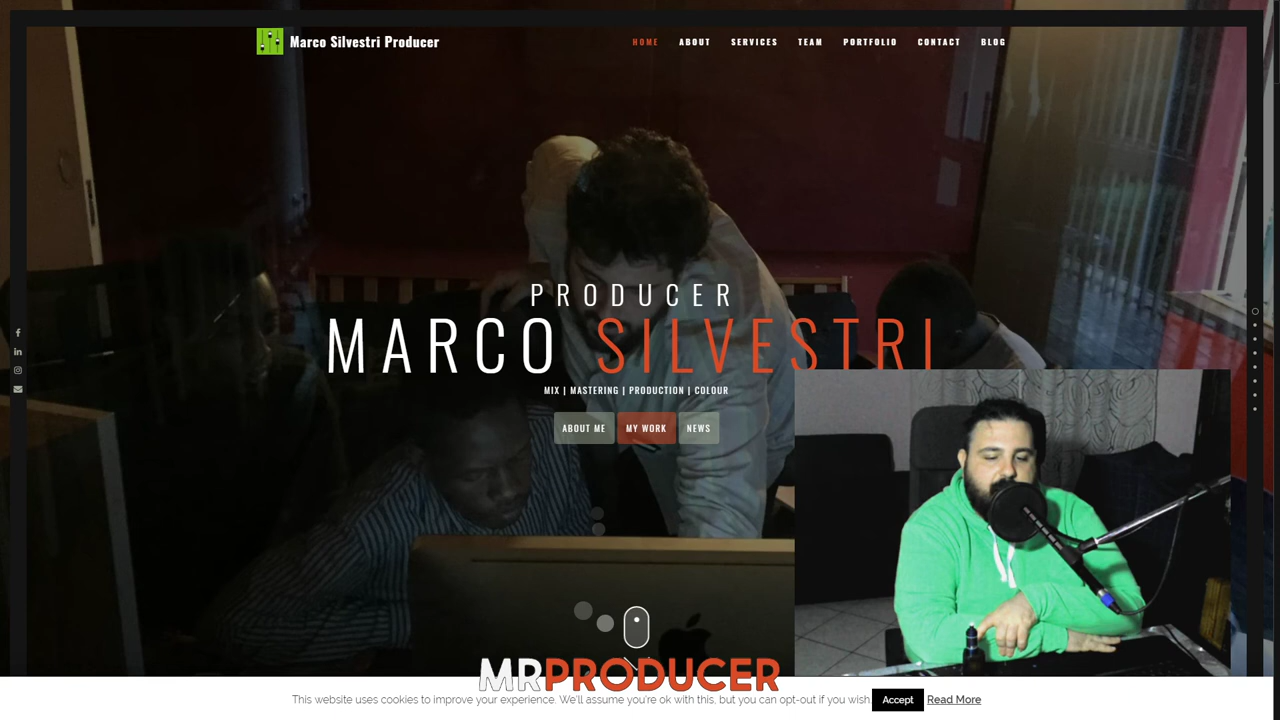 Marco Silvestri Producer
HOME ABOUT SERVICES TEAM PORTFOLIO CONTACT BLOG
PRODUCER
MARCO SILVESTRI
MIX | MASTERING | PRODUCTION | COLOUR
ABOUT ME MY WORK NEWS
MRPRODUCER
This website uses cookies to improve your experience. We'll assume you're ok with this, but you can opt-out if you wish. Accept Read More